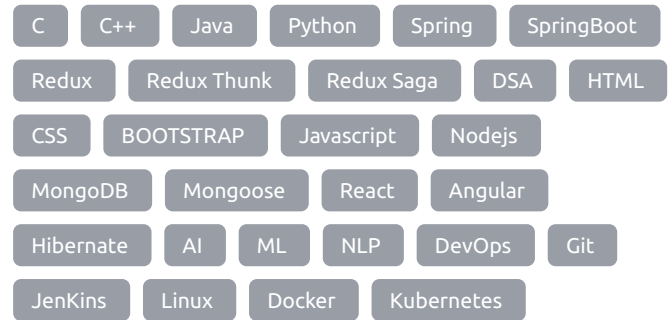 C C++ Java Python Spring SpringBoot
Redux Redux Thunk Redux Saga DSA HTML
CSS BOOTSTRAP Javascript Nodejs
MongoDB Mongoose React Angular
Hibernate AI ML NLP DevOps Git
JenKins Linux Docker Kubernetes